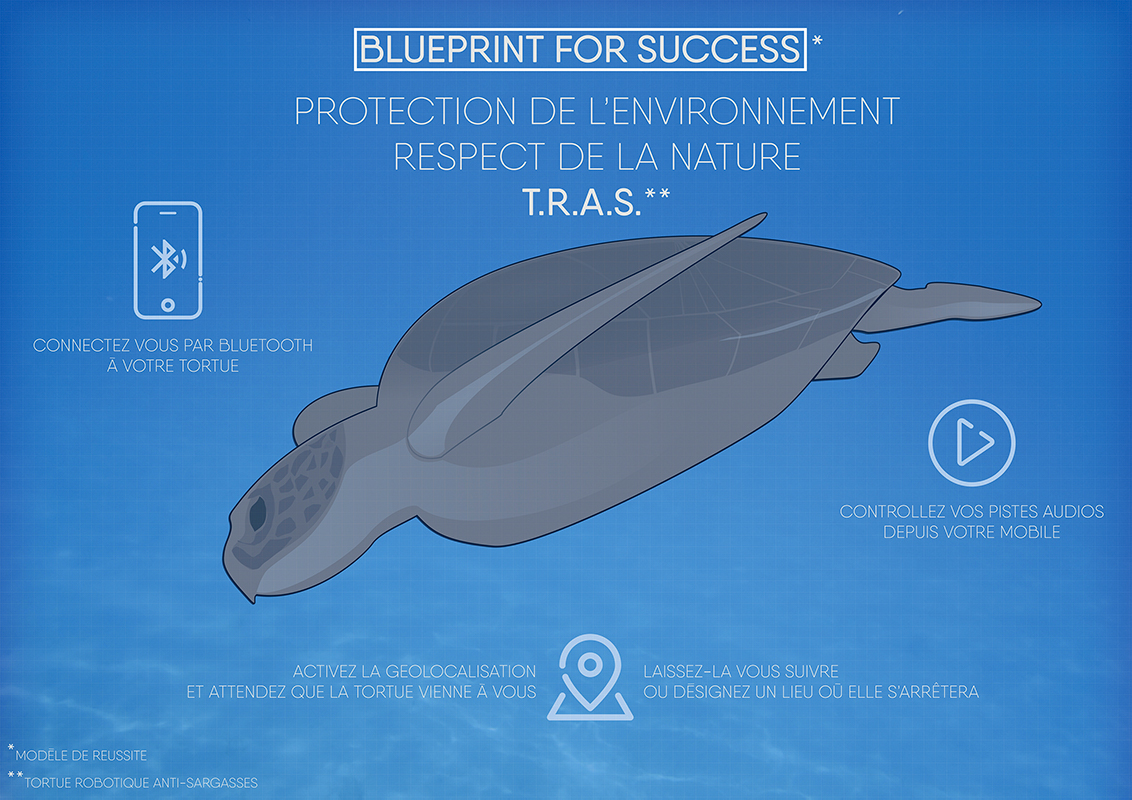 BLUEPRINT FOR SUCCESS*
PROTECTION DE L'ENVIRONNEMENT
RESPECT DE LA NATURE
T.R.A.S.**
CONNECTEZ VOUS PAR BLUETOOTH
À VOTRE TORTUE
CONTROLLEZ VOS PISTES AUDIOS
DEPUIS VOTRE MOBILE
ACTIVEZ LA GEOLOCALISATION
ET ATTENDEZ QUE LA TORTUE VIENNE À VOUS
LAISSEZ-LA VOUS SUIVRE
OU DÉSIGNEZ UN LIEU OÙ ELLE S'ARRÊTERA
*MODÈLE DE REUSSITE
**TORTUE ROBOTIQUE ANTI-SARGASSES